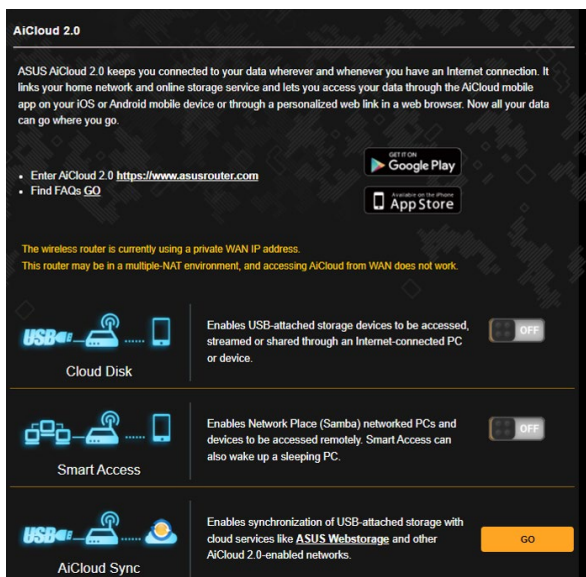 AiCloud 2.0
ASUS AiCloud 2.0 keeps you connected to your data wherever and whenever you have an Internet connection. It
links your home network and online storage service and lets you access your data through the AiCloud mobile
app on your iOS or Android mobile device or through a personalized web link in a web browser. Now all your data
can go where you go.
GET IT ON
Google Play
• Enter AiCloud 2.0 https://www.asusrouter.com
• Find FAQs GO
Available on the iPhone
App Store
The wireless router is currently using a private WAN IP address.
This router may be in a multiple-NAT environment, and accessing AiCloud from WAN does not work.
USB
Cloud Disk
Enables USB-attached storage devices to be accessed,
streamed or shared through an Internet-connected PC
or device.
OFF
Smart Access
Enables Network Place (Samba) networked PCs and
devices to be accessed remotely. Smart Access can
also wake up a sleeping PC.
OFF
USB
AiCloud Sync
Enables synchronization of USB-attached storage with
cloud services like ASUS Webstorage and other
AiCloud 2.0-enabled networks.
GO